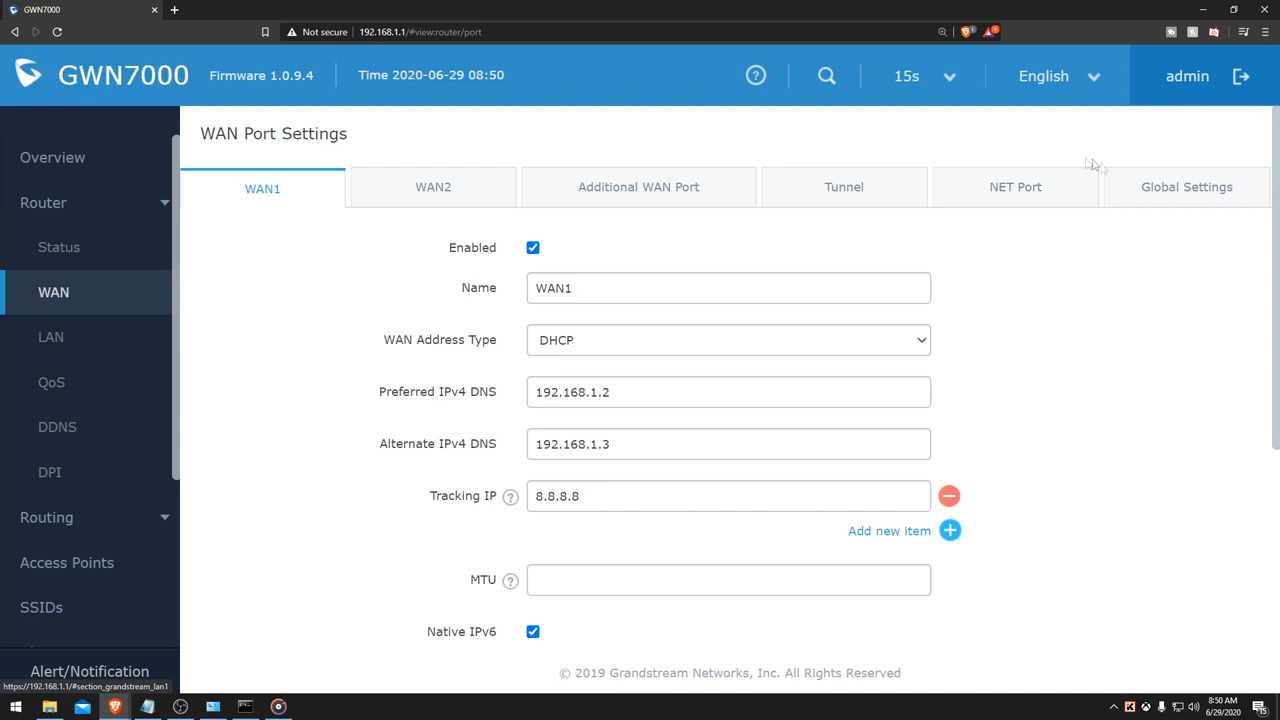 GWN7000
Not secure 192.168.1.1/#view:router/port
GWN7000 Firmware 1.0.9.4 Time 2020-06-29 08:50 15s English admin
Overview
Router
Status
WAN
LAN
QoS
DDNS
DPI
Routing
Access Points
SSIDs
Alert/Notification
WAN Port Settings
WAN1 WAN2 Additional WAN Port Tunnel NET Port Global Settings
Enabled
Name WAN1
WAN Address Type DHCP
Preferred IPv4 DNS 192.168.1.2
Alternate IPv4 DNS 192.168.1.3
Tracking IP ? 8.8.8.8
Add new item
MTU ?
Native IPv6
© 2019 Grandstream Networks, Inc. All Rights Reserved
https://192.168.1.1/#section_grandstream_lan1
8:50 AM
6/29/2020
15